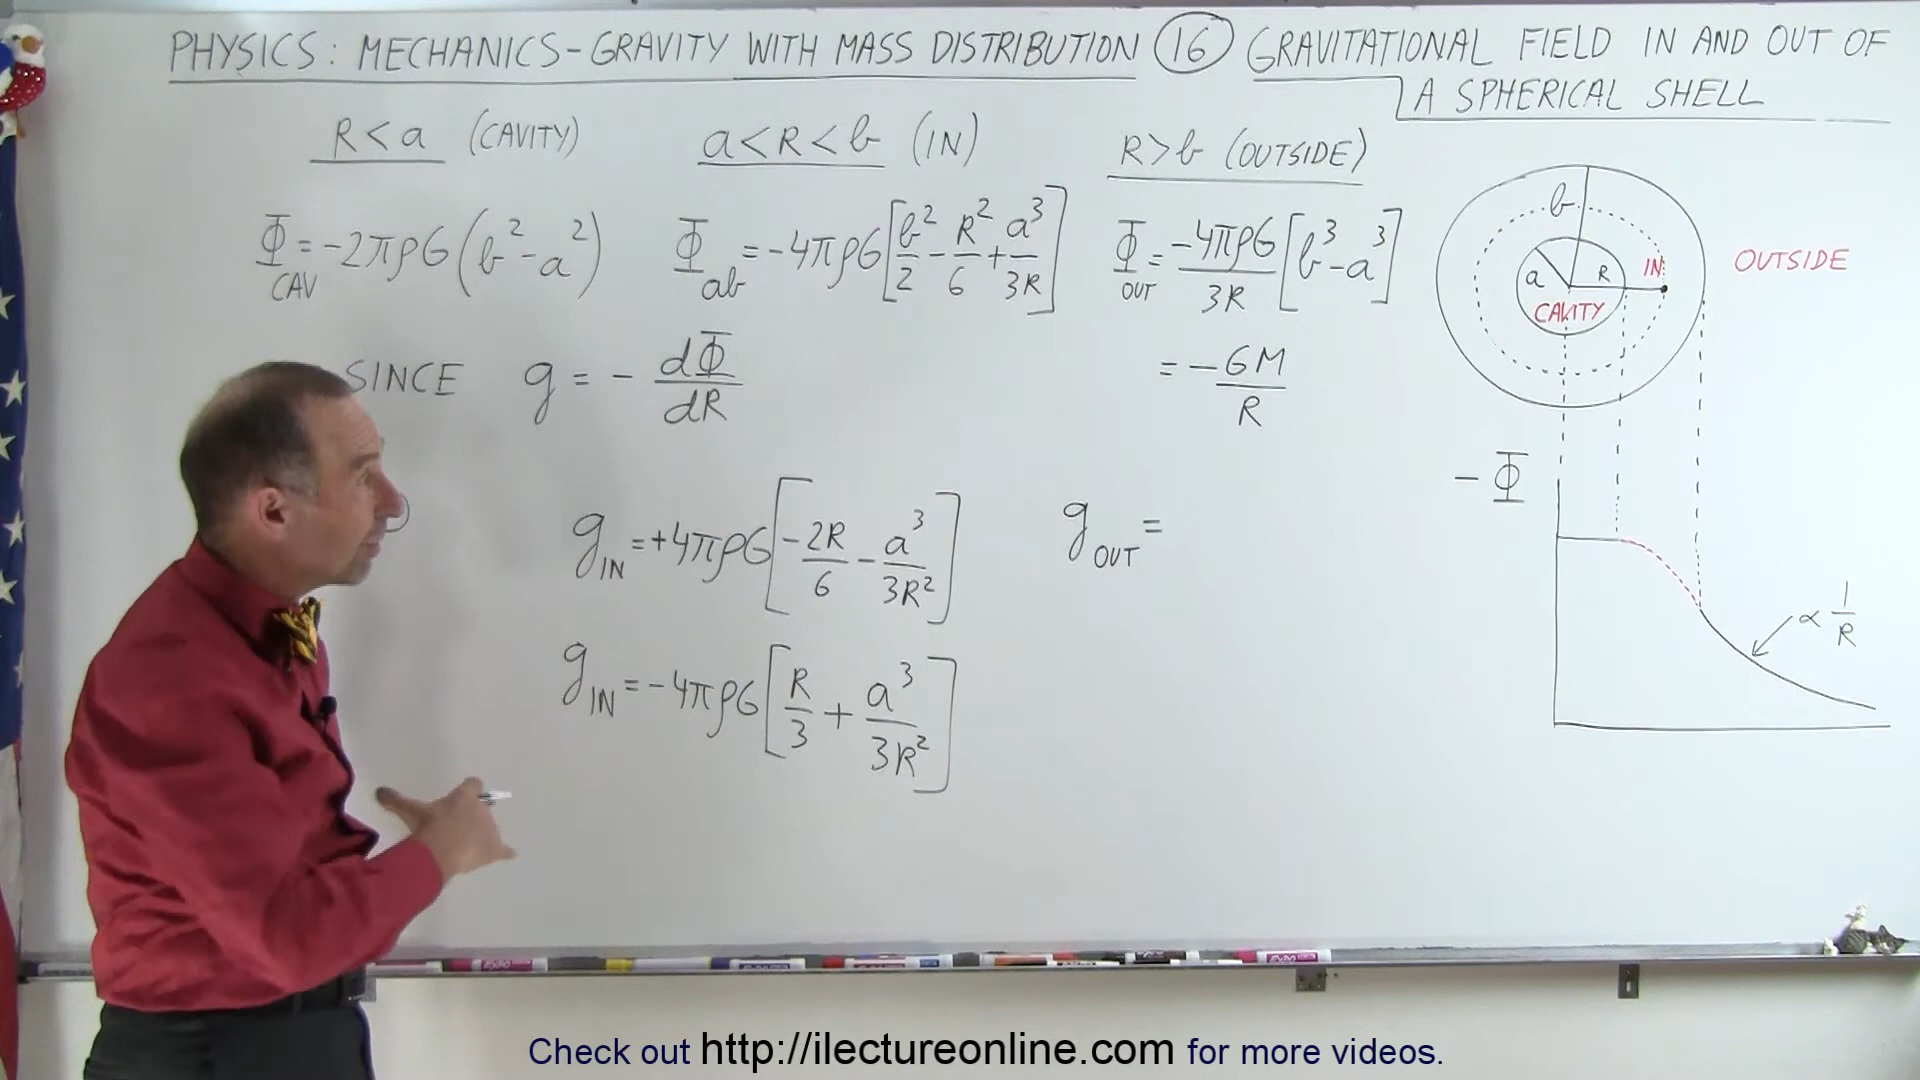 PHYSICS: MECHANICS-GRAVITY WITH MASS DISTRIBUTION (16) GRAVITATIONAL FIELD IN AND OUT OF
A SPHERICAL SHELL
R < a (CAVITY)
Φ_CAV = -2πρG(b² - a²)
SINCE g = - dΦ/dR
a < R < b (IN)
Φ_ab = -4πρG[b²/2 - R²/6 + a³/3R]
g_IN = +4πρG[-2R/6 - a³/3R²]
g_IN = -4πρG[R/3 + a³/3R²]
R > b (OUTSIDE)
Φ_OUT = -4πρG/3R [b³ - a³]
= -GM/R
g_OUT =
b
a
R
IN
CAVITY
OUTSIDE
-Φ
∝ 1/R
Check out http://ilectureonline.com for more videos.